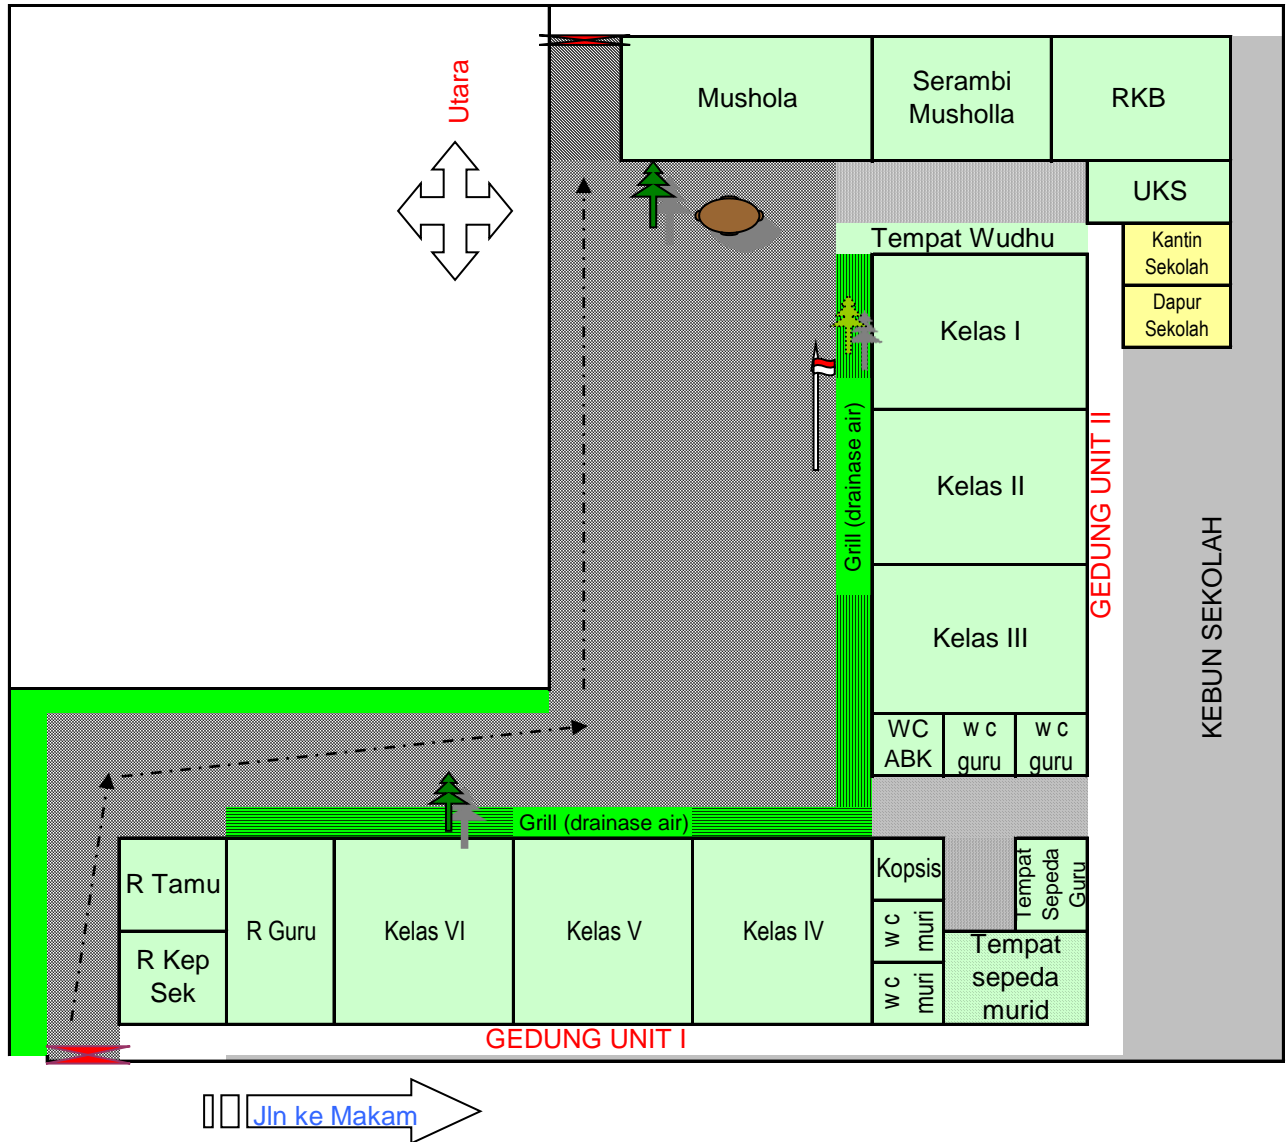 Utara
Mushola
Serambi
Musholla
RKB
UKS
Tempat Wudhu
Kantin
Sekolah
Dapur
Sekolah
Kelas I
Grill (drainase air)
Kelas II
GEDUNG UNIT II
KEBUN SEKOLAH
Kelas III
WC
ABK
w c
guru
w c
guru
Grill (drainase air)
R Tamu
R Kep
Sek
R Guru
Kelas VI
Kelas V
Kelas IV
Kopsis
w c
muri
w c
muri
Tempat
Sepeda
Guru
Tempat
sepeda
murid
GEDUNG UNIT I
Jln ke Makam